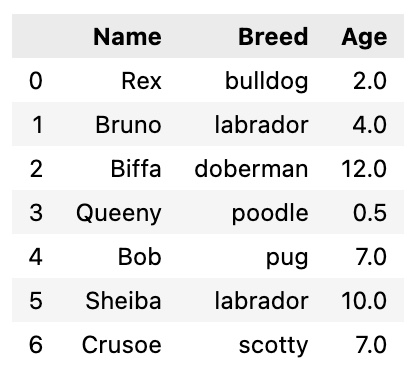 Name Breed Age
0 Rex bulldog 2.0
1 Bruno labrador 4.0
2 Biffa doberman 12.0
3 Queeny poodle 0.5
4 Bob pug 7.0
5 Sheiba labrador 10.0
6 Crusoe scotty 7.0